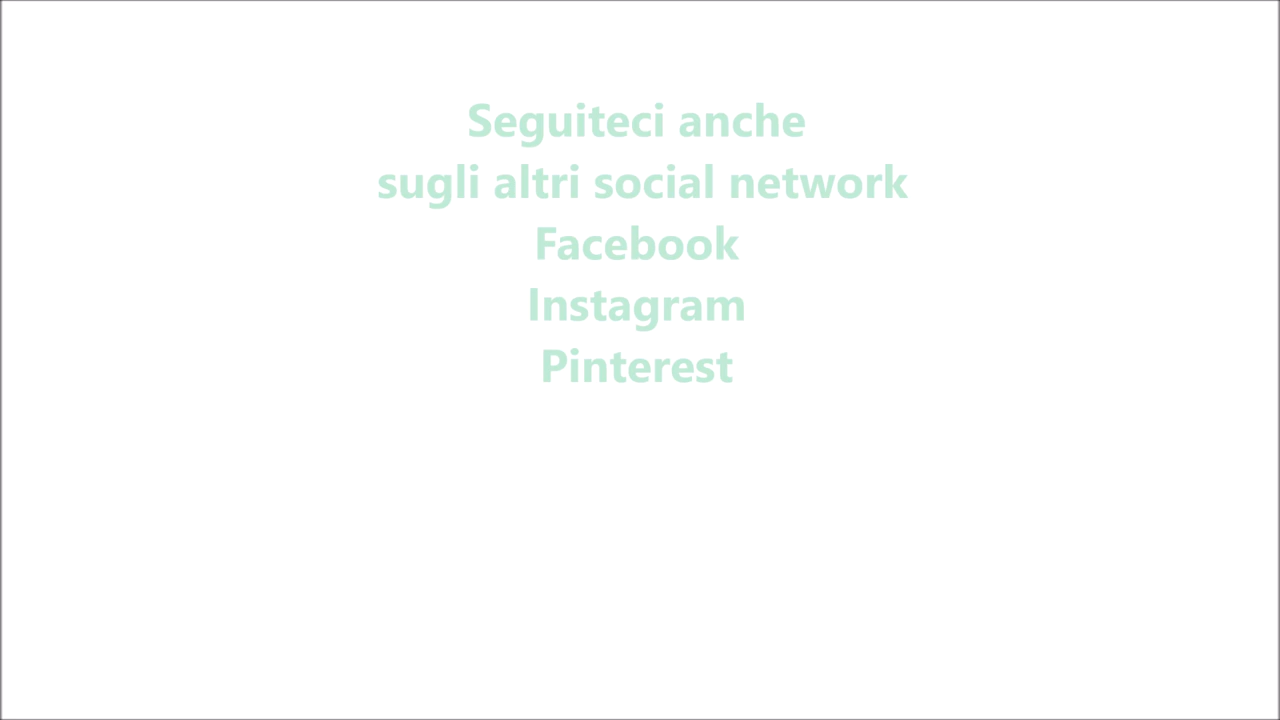 Seguiteci anche
sugli altri social network
Facebook
Instagram
Pinterest